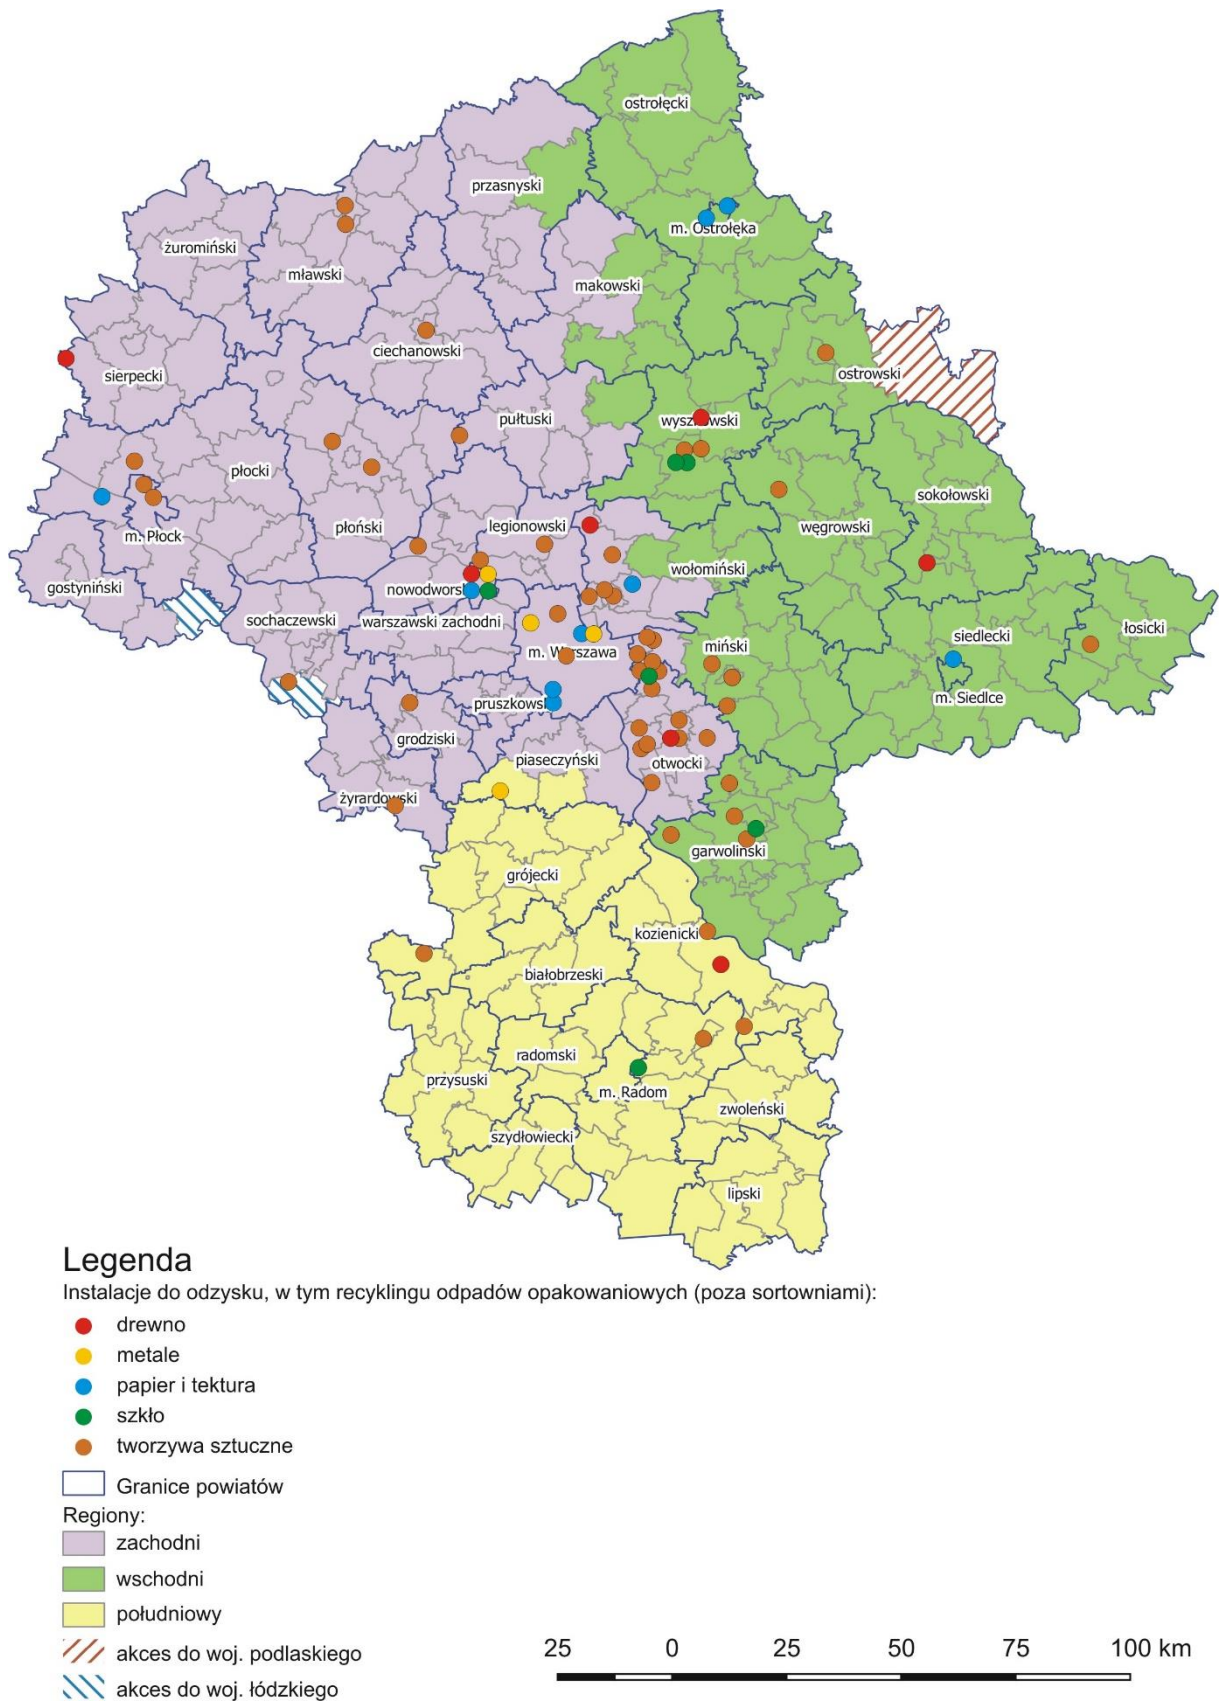 ostrołęcki
przasnyski
m. Ostrołęka
żuromiński
mławski
makowski
ciechanowski
sierpecki
ostrowski
pułtuski
wyszkowski
płocki
sokołowski
m. Płock
płoński
legionowski
węgrowski
wołomiński
gostyniński
nowodworski
sochaczewski
warszawski zachodni
m. Warszawa
miński
siedlecki
łosicki
m. Siedlce
pruszkowski
grodziski
piaseczyński
otwocki
żyrardowski
garwoliński
grójecki
kozienicki
białobrzeski
radomski
przysuski
m. Radom
zwoleński
szydłowiecki
lipski
Legenda
Instalacje do odzysku, w tym recyklingu odpadów opakowaniowych (poza sortowniami):
drewno
metale
papier i tektura
szkło
tworzywa sztuczne
Granice powiatów
Regiony:
zachodni
wschodni
południowy
akces do woj. podlaskiego
akces do woj. łódzkiego
25 0 25 50 75 100 km